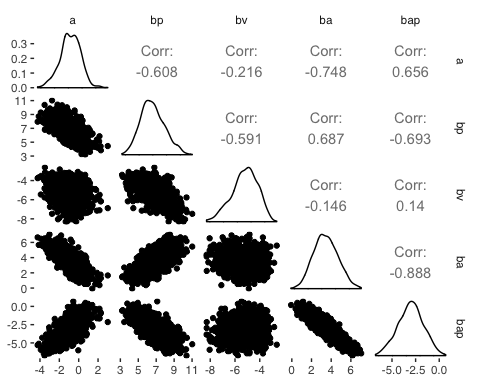 a bp bv ba bap
0.3
0.2
0.1
0.0
Corr: Corr: Corr: Corr:
-0.608 -0.216 -0.748 0.656
a
11
9
7
5
3
Corr: Corr: Corr:
-0.591 0.687 -0.693
bp
-4
-6
-8
Corr: Corr:
-0.146 0.14
bv
6
4
2
0
Corr:
-0.888
ba
0.0
-2.5
-5.0
bap
-4 -2 0 2 3 5 7 9 11 -8 -6 -4 0 2 4 6 -5.0 -2.5 0.0